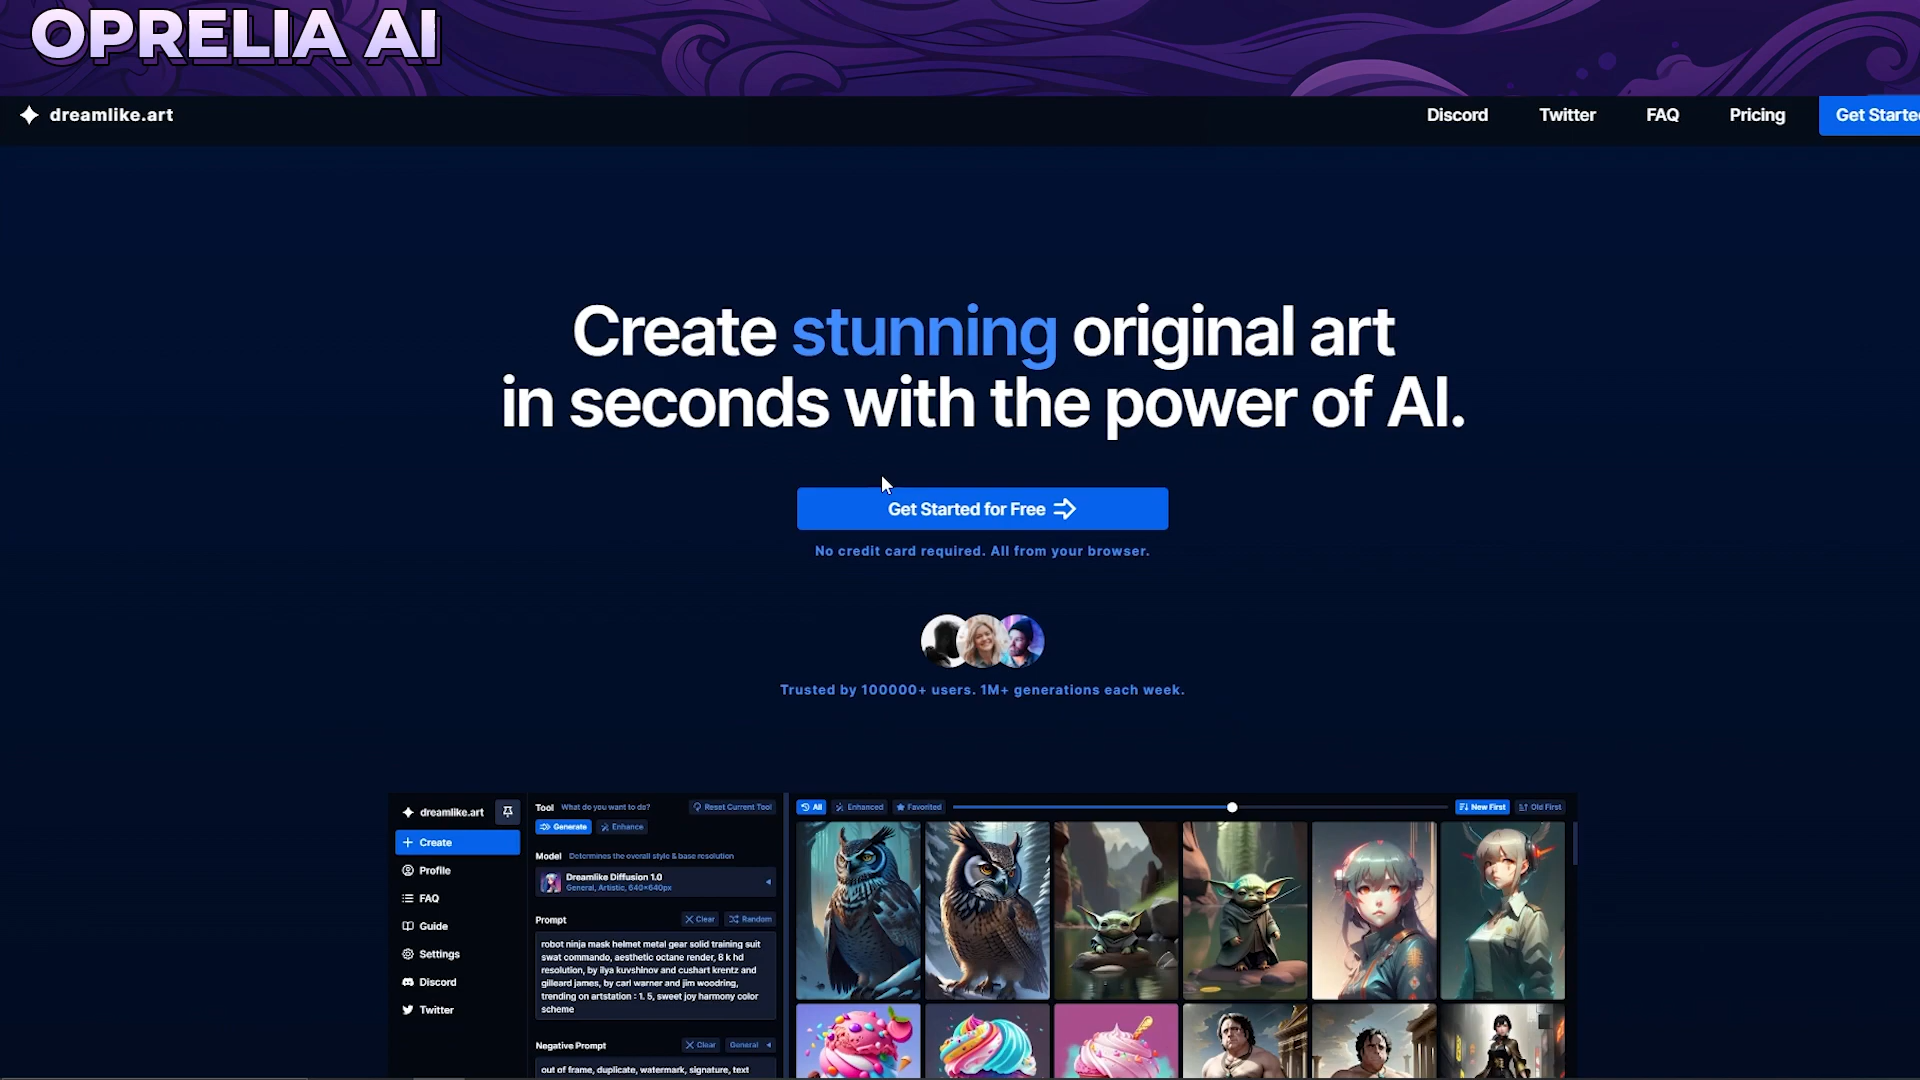 OPRELIA AI
dreamlike.art
Discord
Twitter
FAQ
Pricing
Get Started
Create stunning original art
in seconds with the power of AI.
Get Started for Free
No credit card required. All from your browser.
Trusted by 100000+ users. 1M+ generations each week.
dreamlike.art
Create
Profile
FAQ
Guide
Settings
Discord
Twitter
Tool What do you want to do?
Reset Current Tool
Generate
Enhance
Model Determines the overall style & base resolution
Dreamlike Diffusion 1.0
General, Artistic, 640×640px
Prompt
Clear
Random
robot ninja mask helmet metal gear solid training suit
swat commando, aesthetic octane render, 8 k hd
resolution, by ilya kuvshinov and cushart krentz and
gilleard james, by carl warner and jim woodring,
trending on artstation : 1. 5, sweet joy harmony color
scheme
Negative Prompt
Clear
General
out of frame, duplicate, watermark, signature, text
All
Enhanced
Favorited
New First
Old First